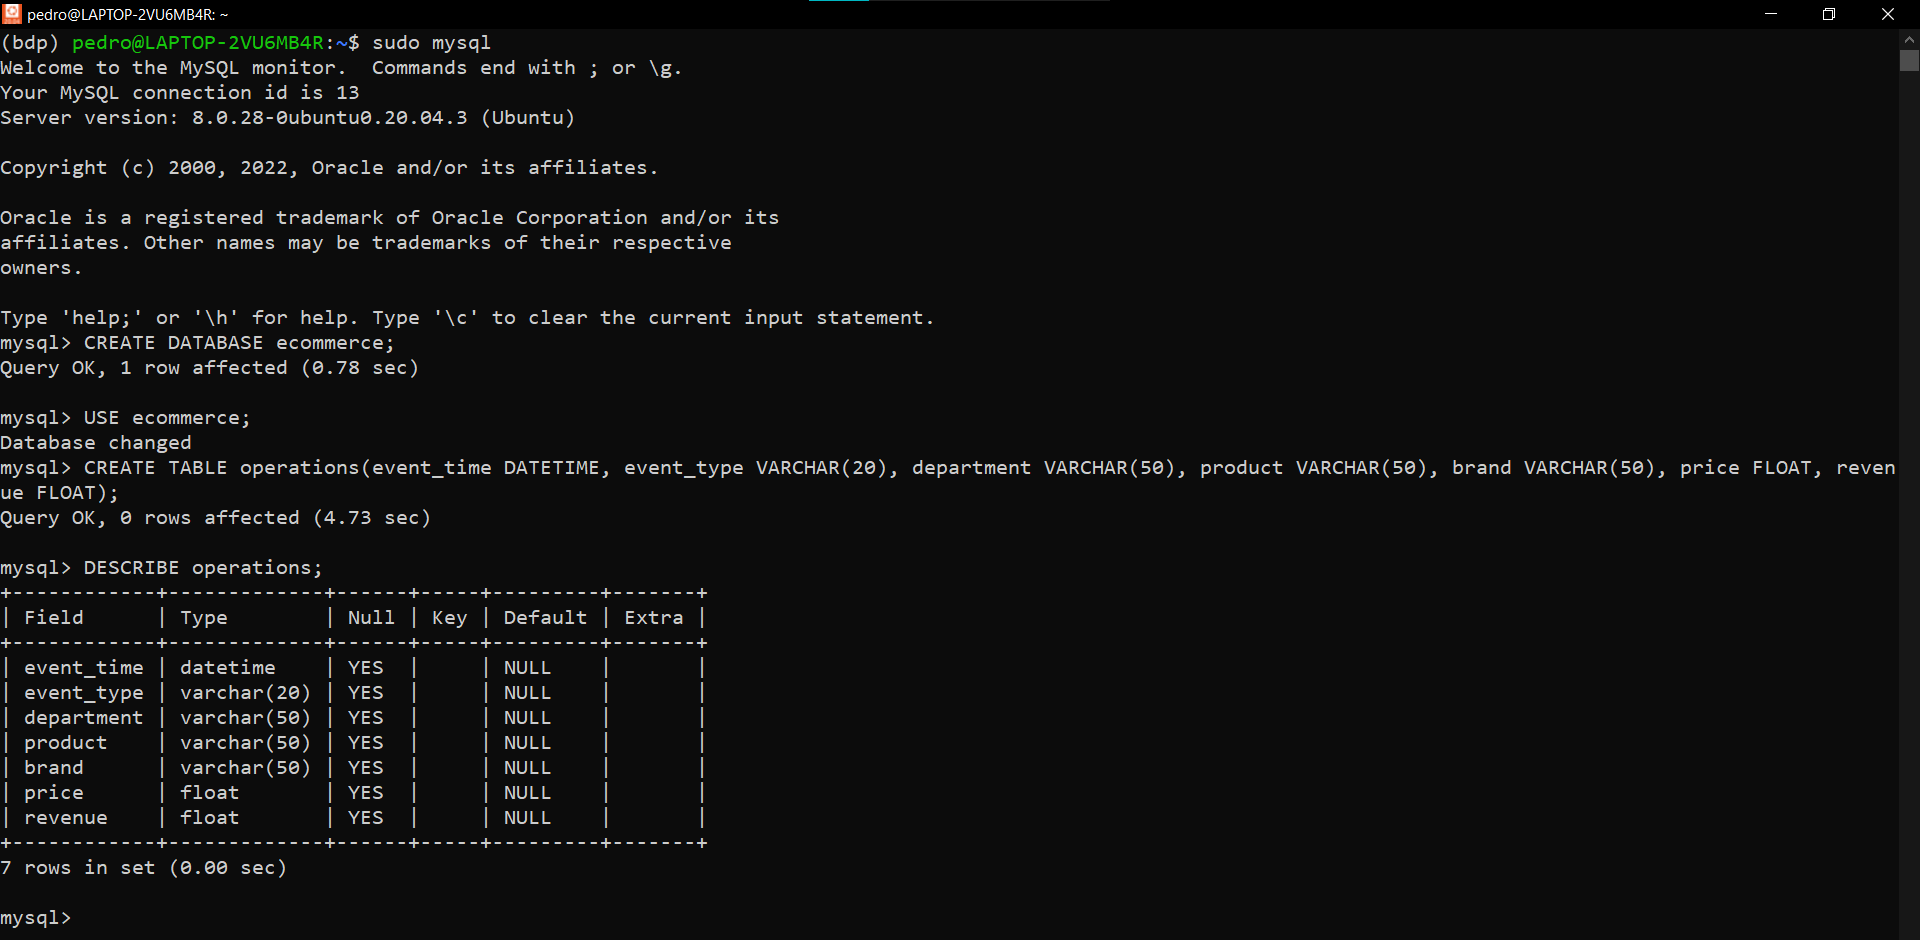 pedro@LAPTOP-2VU6MB4R: ~
(bdp) pedro@LAPTOP-2VU6MB4R:~$ sudo mysql
Welcome to the MySQL monitor.  Commands end with ; or \g.
Your MySQL connection id is 13
Server version: 8.0.28-0ubuntu0.20.04.3 (Ubuntu)

Copyright (c) 2000, 2022, Oracle and/or its affiliates.

Oracle is a registered trademark of Oracle Corporation and/or its
affiliates. Other names may be trademarks of their respective
owners.

Type 'help;' or '\h' for help. Type '\c' to clear the current input statement.
mysql> CREATE DATABASE ecommerce;
Query OK, 1 row affected (0.78 sec)

mysql> USE ecommerce;
Database changed
mysql> CREATE TABLE operations(event_time DATETIME, event_type VARCHAR(20), department VARCHAR(50), product VARCHAR(50), brand VARCHAR(50), price FLOAT, reven
ue FLOAT);
Query OK, 0 rows affected (4.73 sec)

mysql> DESCRIBE operations;
+------------+-------------+------+-----+---------+-------+
| Field      | Type        | Null | Key | Default | Extra |
+------------+-------------+------+-----+---------+-------+
| event_time | datetime    | YES  |     | NULL    |       |
| event_type | varchar(20) | YES  |     | NULL    |       |
| department | varchar(50) | YES  |     | NULL    |       |
| product    | varchar(50) | YES  |     | NULL    |       |
| brand      | varchar(50) | YES  |     | NULL    |       |
| price      | float       | YES  |     | NULL    |       |
| revenue    | float       | YES  |     | NULL    |       |
+------------+-------------+------+-----+---------+-------+
7 rows in set (0.00 sec)

mysql>